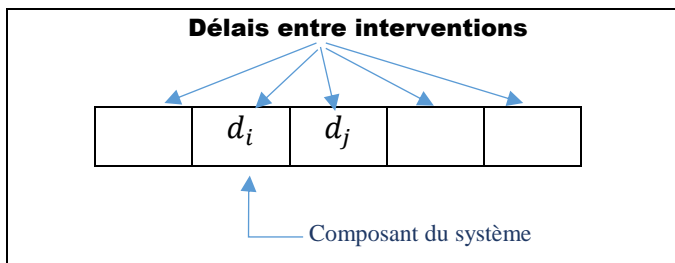 Délais entre interventions
d_i d_j
Composant du système